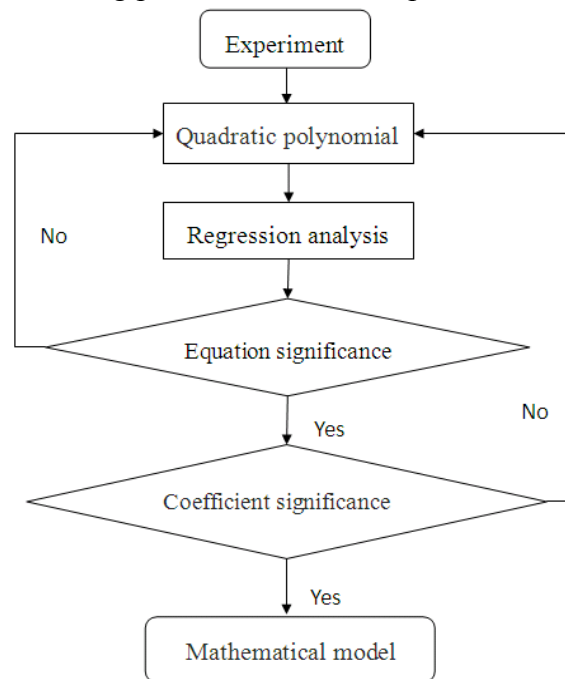 Experiment
Quadratic polynomial
No
Regression analysis
Equation significance
No
Yes
Coefficient significance
Yes
Mathematical model